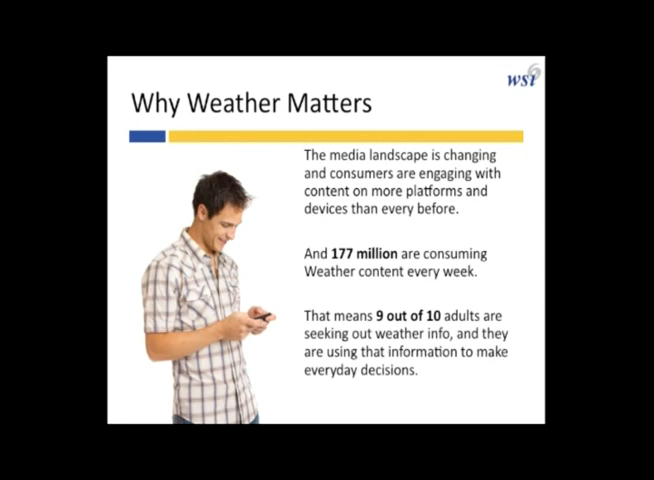 wsi
Why Weather Matters
The media landscape is changing
and consumers are engaging with
content on more platforms and
devices than every before.
And 177 million are consuming
Weather content every week.
That means 9 out of 10 adults are
seeking out weather info, and they
are using that information to make
everyday decisions.